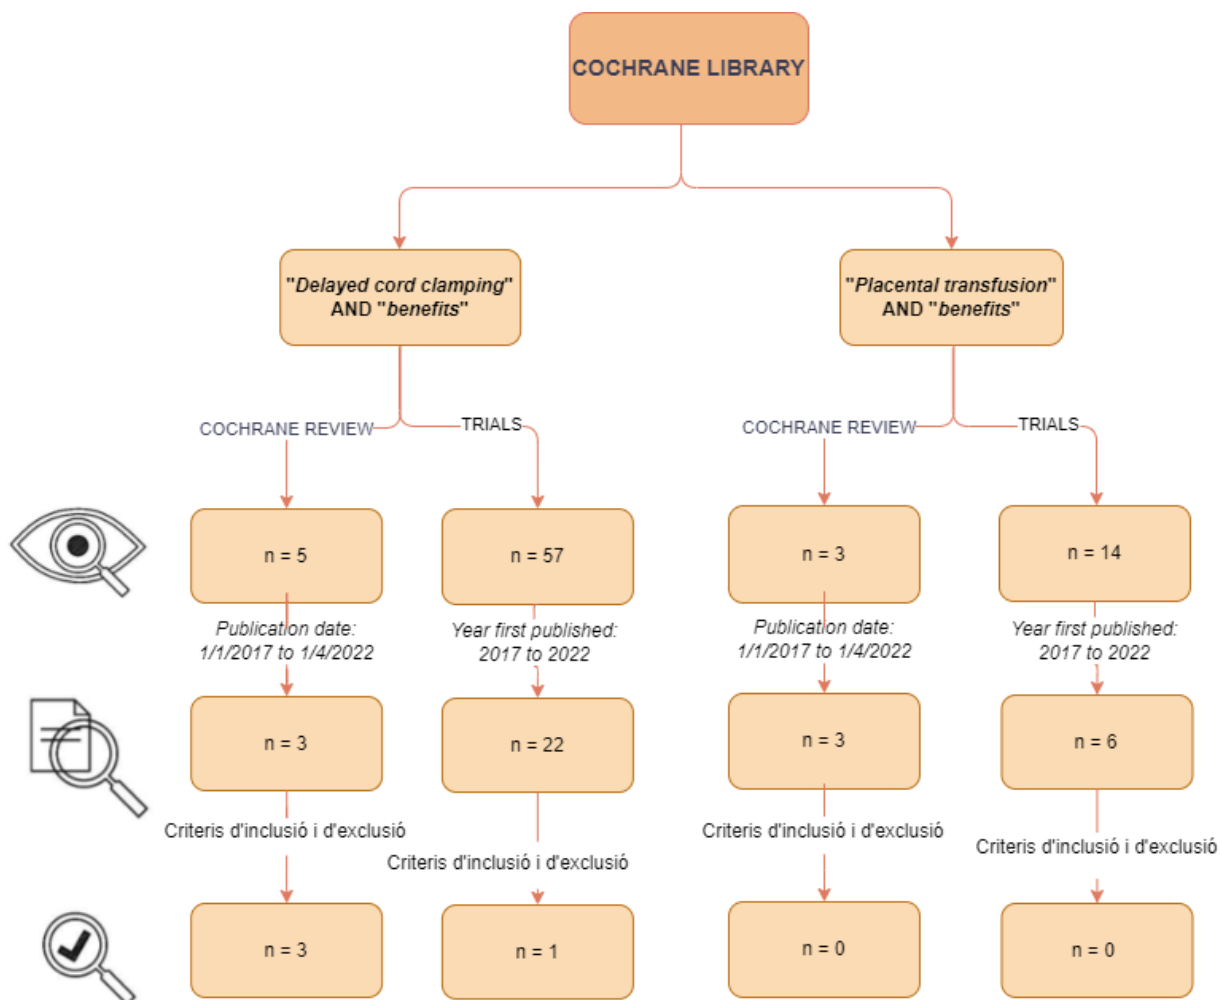 COCHRANE LIBRARY
"Delayed cord clamping"
AND "benefits"
"Placental transfusion"
AND "benefits"
COCHRANE REVIEW
TRIALS
COCHRANE REVIEW
TRIALS
n = 5
n = 57
n = 3
n = 14
Publication date:
1/1/2017 to 1/4/2022
Year first published:
2017 to 2022
Publication date:
1/1/2017 to 1/4/2022
Year first published:
2017 to 2022
n = 3
n = 22
n = 3
n = 6
Criteris d'inclusió i d'exclusió
Criteris d'inclusió i d'exclusió
Criteris d'inclusió i d'exclusió
Criteris d'inclusió i d'exclusió
n = 3
n = 1
n = 0
n = 0